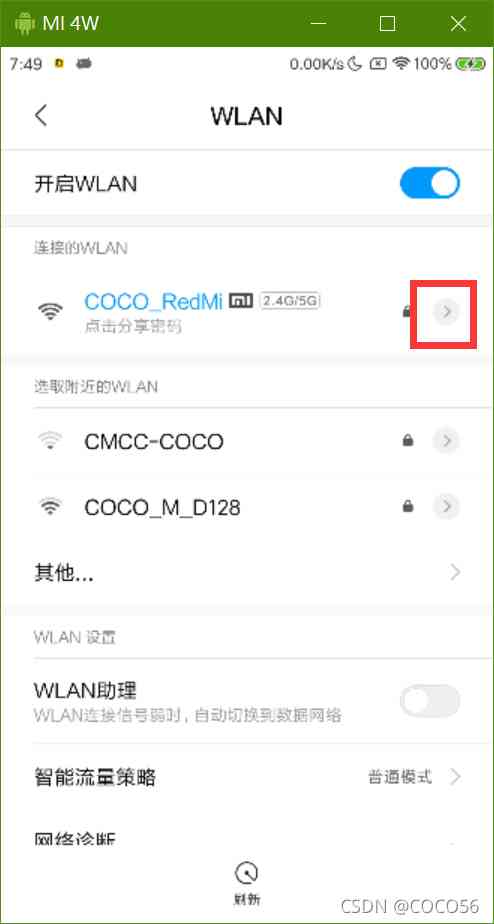 MI 4W
7:49
0.00K/s
100%
WLAN
开启WLAN
连接的WLAN
COCO_RedMi
2.4G/5G
点击分享密码
选取附近的WLAN
CMCC-COCO
COCO_M_D128
其他...
WLAN 设置
WLAN助理
WLAN连接信号弱时，自动切换到数据网络
智能流量策略
普通模式
网络诊断
刷新
CSDN @COCO56